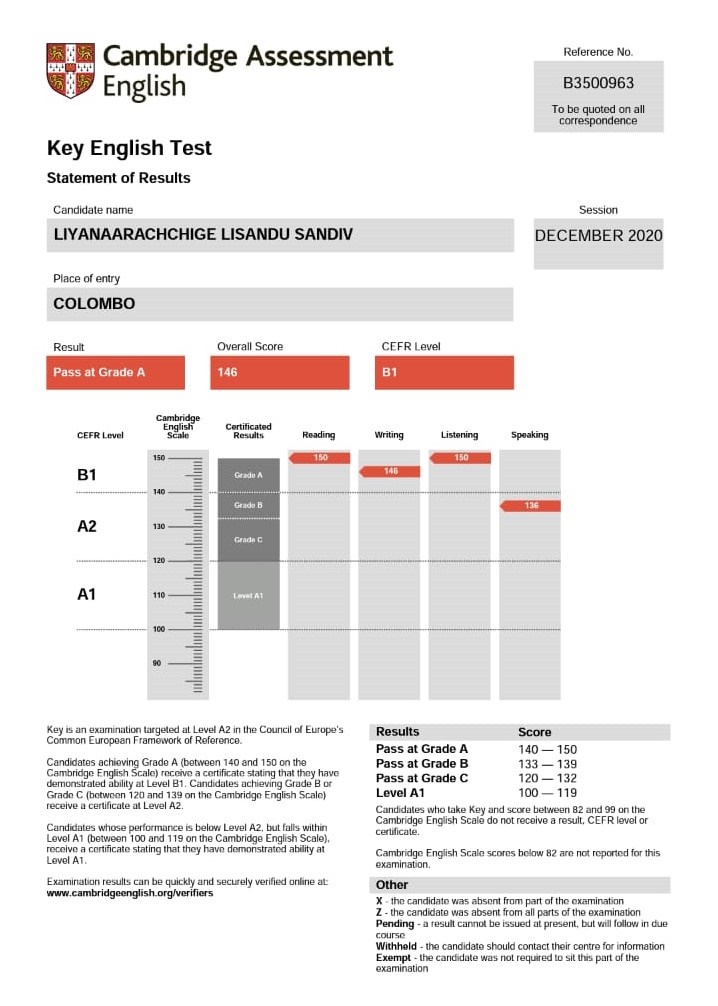 Cambridge Assessment
English
Reference No.
B3500963
To be quoted on all
correspondence
Key English Test
Statement of Results
Candidate name
Session
LIYANAARACHCHIGE LISANDU SANDIV
DECEMBER 2020
Place of entry
COLOMBO
Result
Overall Score
CEFR Level
Pass at Grade A
146
B1
CEFR Level
Cambridge
English
Scale
Certificated
Results
Reading
Writing
Listening
Speaking
150
150
150
B1
Grade A
146
140
Grade B
136
A2
130
Grade C
120
A1
110
Level A1
100
90
Key is an examination targeted at Level A2 in the Council of Europe's
Common European Framework of Reference.
Candidates achieving Grade A (between 140 and 150 on the
Cambridge English Scale) receive a certificate stating that they have
demonstrated ability at Level B1. Candidates achieving Grade B or
Grade C (between 120 and 139 on the Cambridge English Scale)
receive a certificate at Level A2.
Candidates whose performance is below Level A2, but falls within
Level A1 (between 100 and 119 on the Cambridge English Scale),
receive a certificate stating that they have demonstrated ability at
Level A1.
Examination results can be quickly and securely verified online at:
www.cambridgeenglish.org/verifiers
Results Score
Pass at Grade A 140 — 150
Pass at Grade B 133 — 139
Pass at Grade C 120 — 132
Level A1 100 — 119
Candidates who take Key and score between 82 and 99 on the
Cambridge English Scale do not receive a result, CEFR level or
certificate.
Cambridge English Scale scores below 82 are not reported for this
examination.
Other
X - the candidate was absent from part of the examination
Z - the candidate was absent from all parts of the examination
Pending - a result cannot be issued at present, but will follow in due
course
Withheld - the candidate should contact their centre for information
Exempt - the candidate was not required to sit this part of the
examination